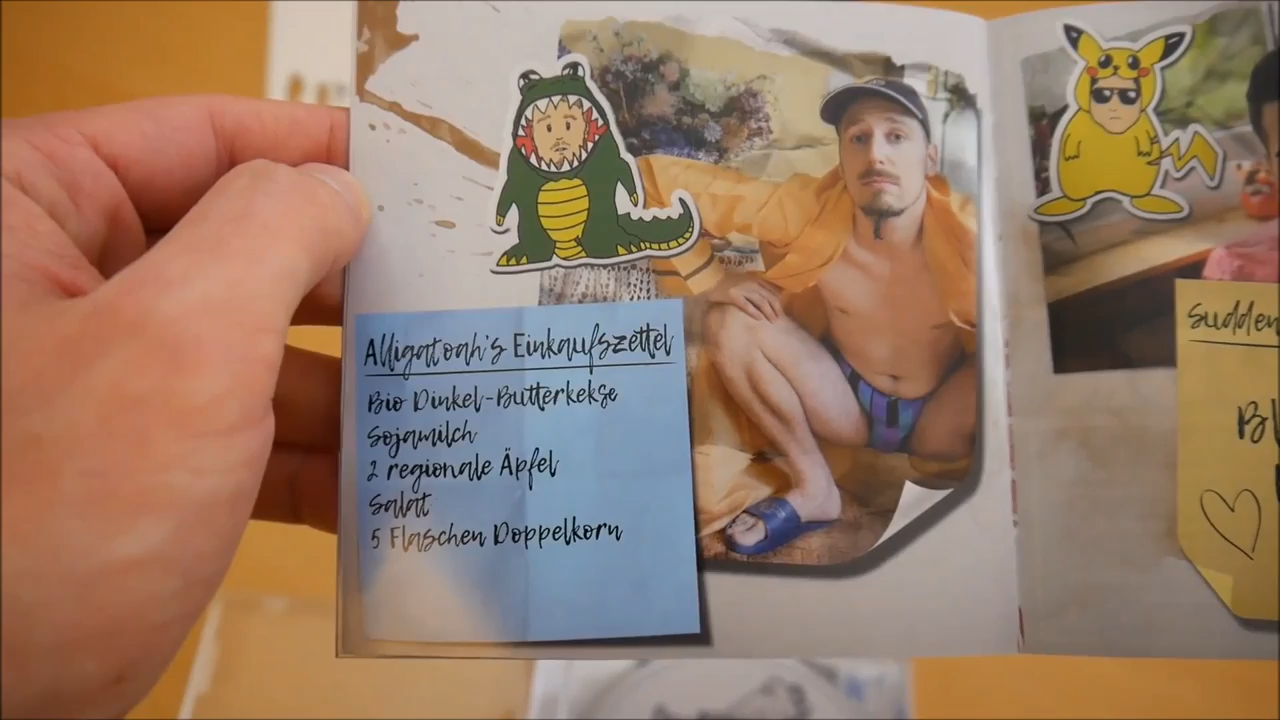 Alligatoah's Einkaufszettel
Bio Dinkel-Butterkekse
Sojamilch
2 regionale Äpfel
Salat
5 Flaschen Doppelkorn